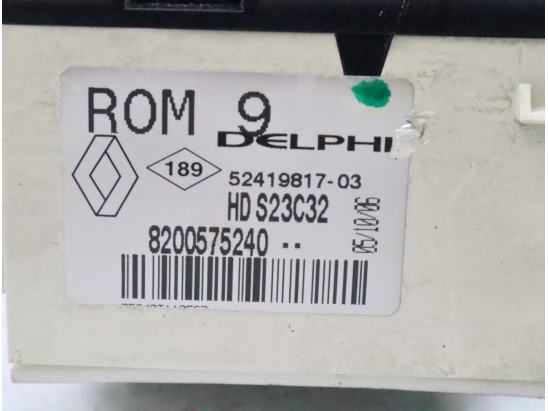 ROM 9
DELPHI
189
52419817-03
HD S23C32
05/10/06
8200575240 --